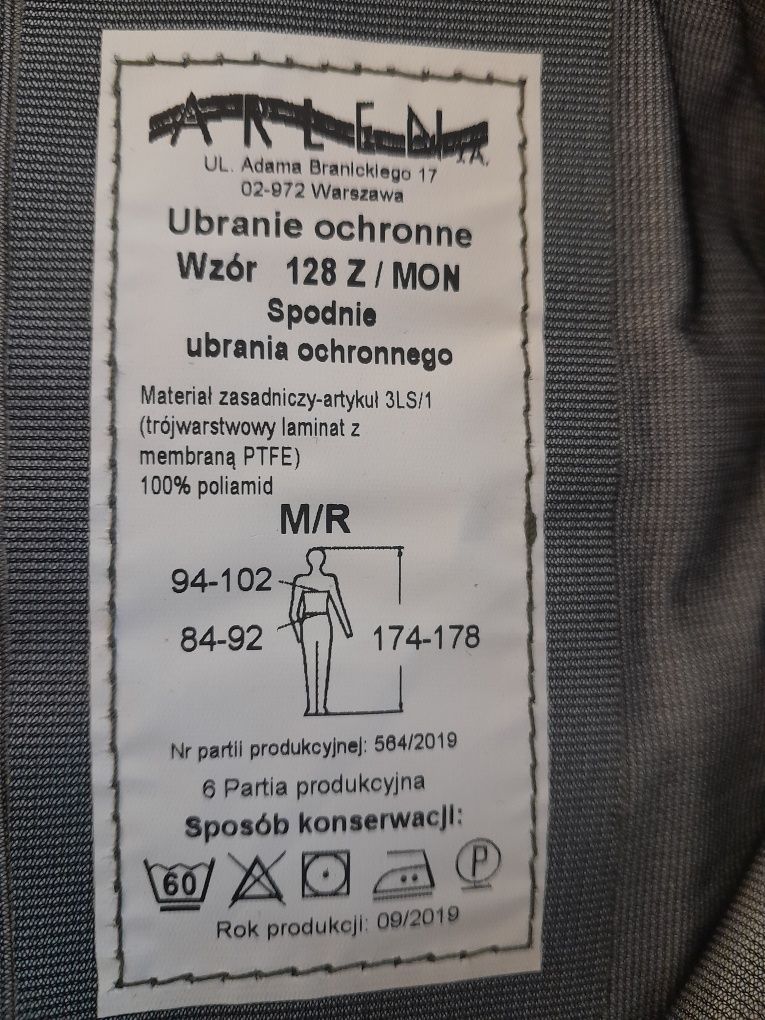 ARLEN S.A.
UL. Adama Branickiego 17
02-972 Warszawa
Ubranie ochronne
Wzór 128 Z / MON
Spodnie
ubrania ochronnego
Materiał zasadniczy-artykuł 3LS/1
(trójwarstwowy laminat z
membraną PTFE)
100% poliamid
M/R
94-102
84-92 174-178
Nr partii produkcyjnej: 564/2019
6 Partia produkcyjna
Sposób konserwacji:
60 P
Rok produkcji: 09/2019